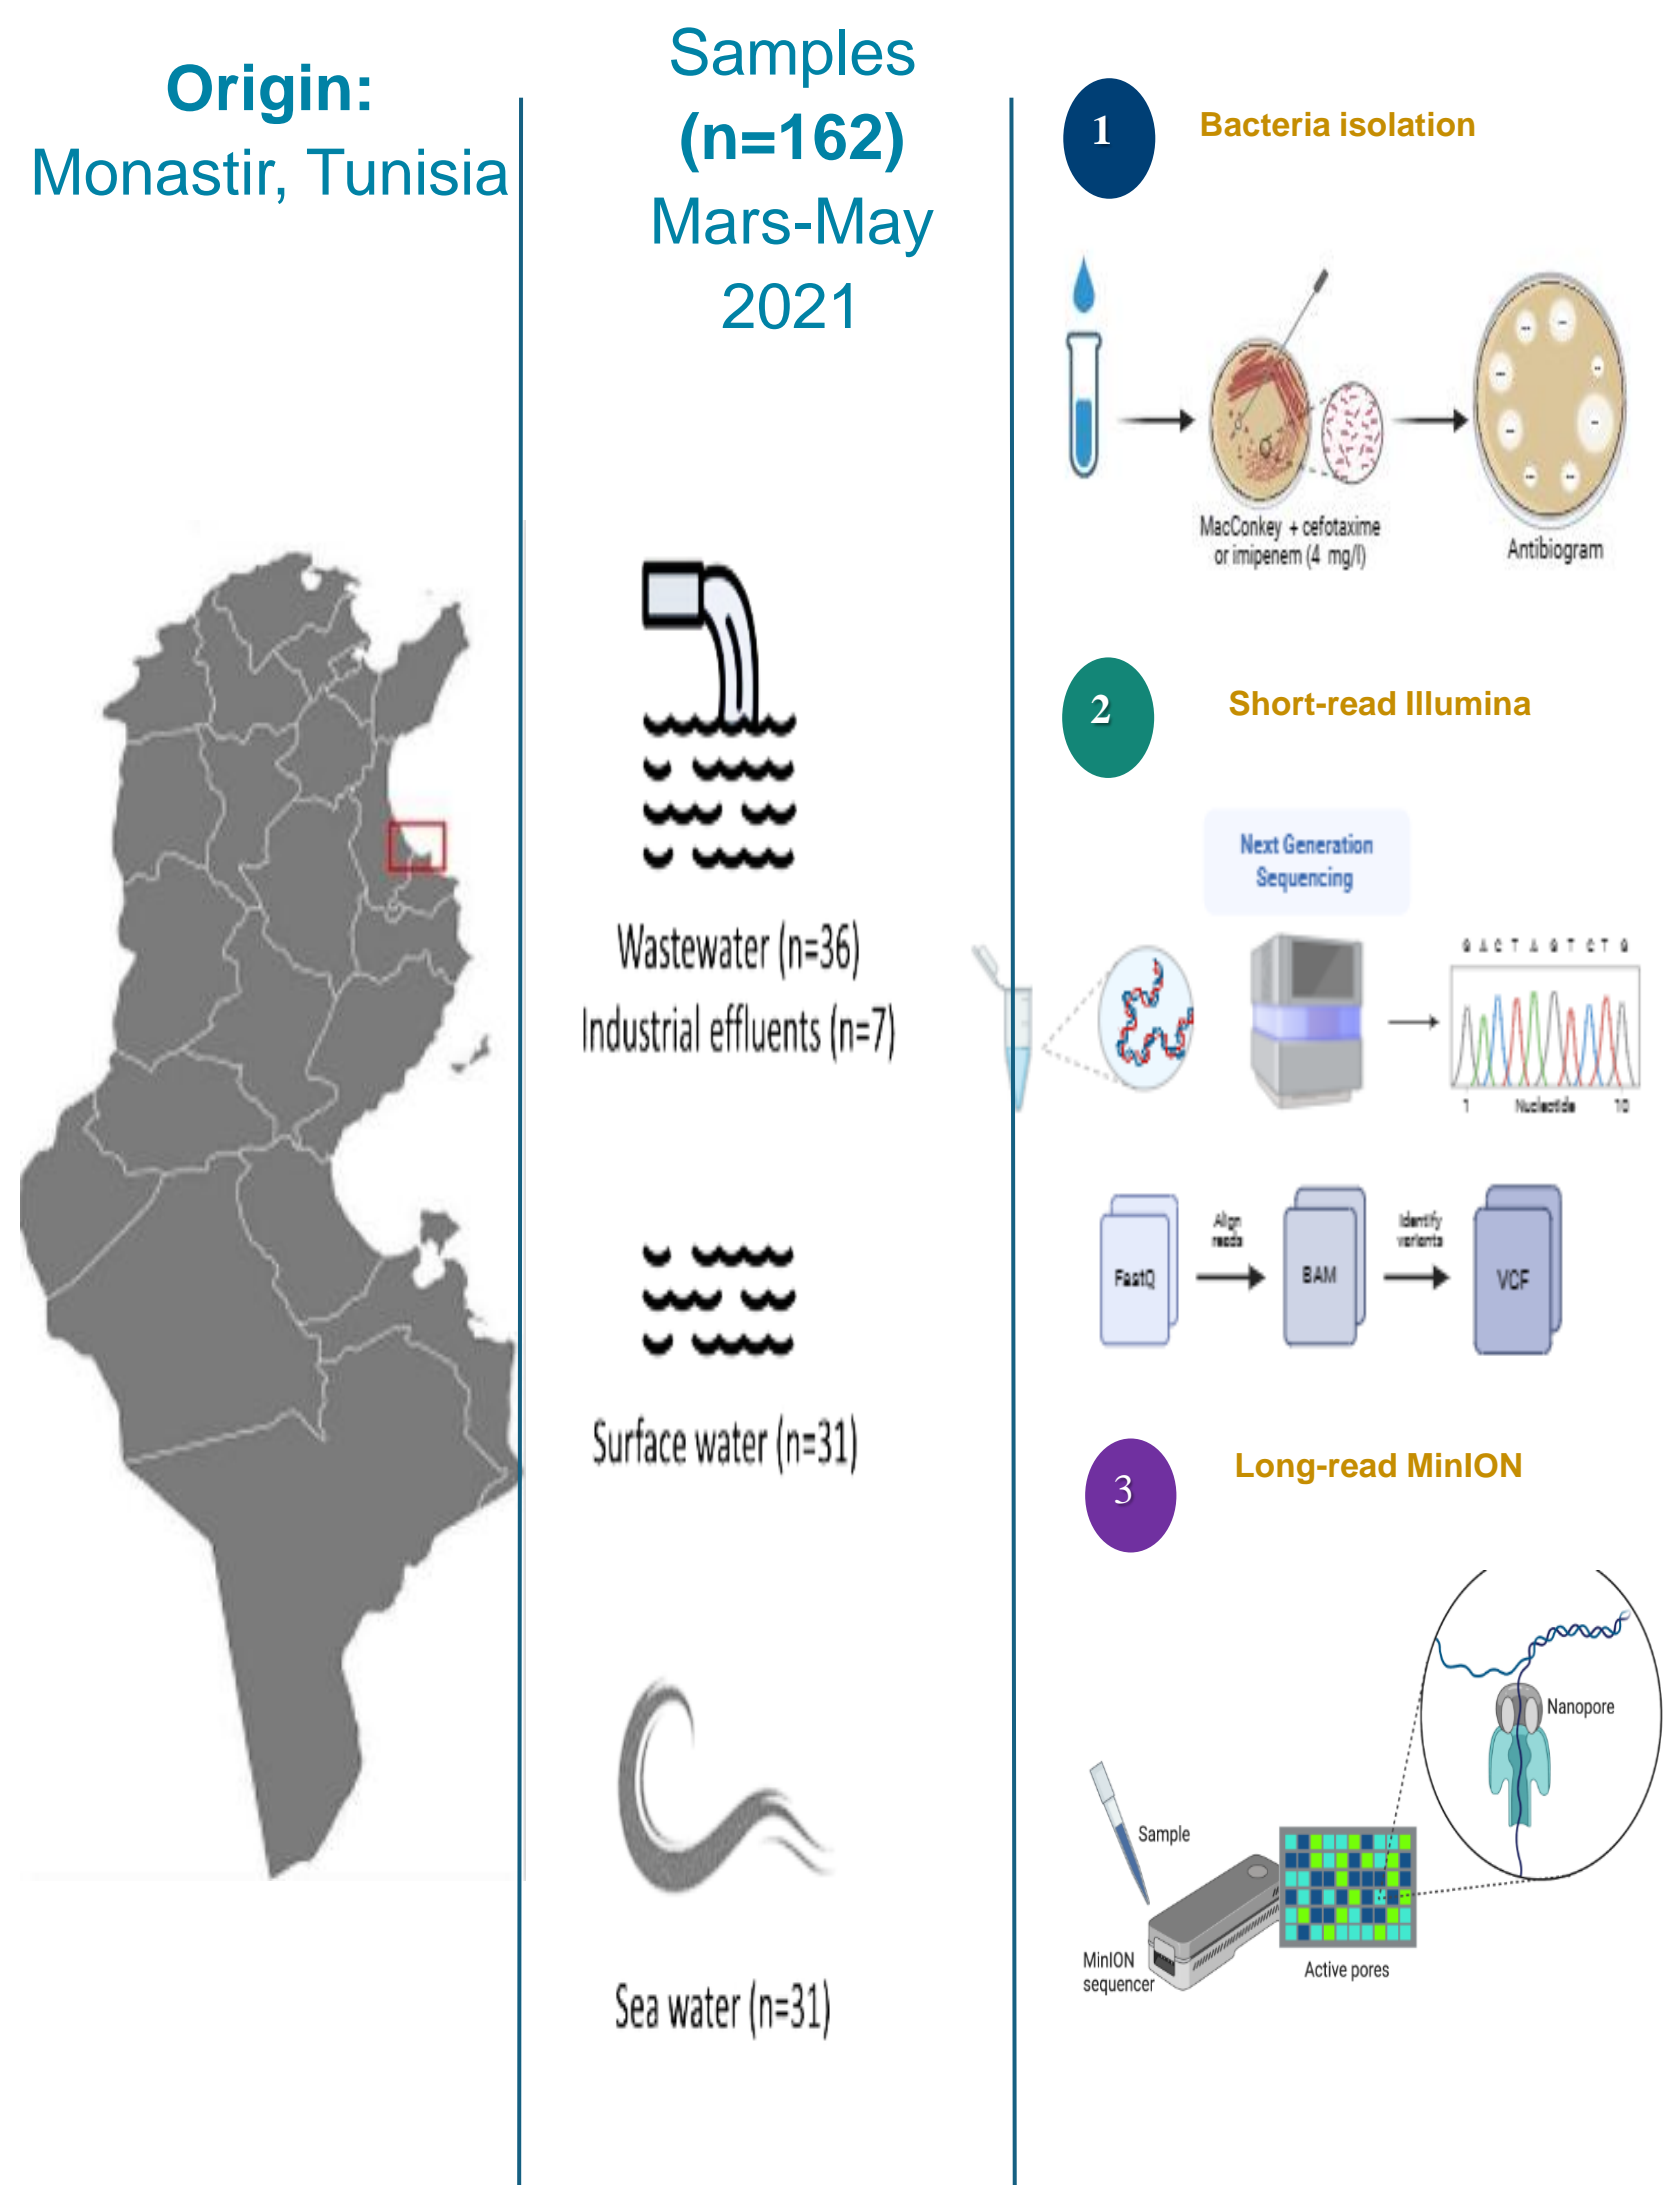 Origin:
Monastir, Tunisia
Samples
(n=162)
Mars-May
2021
Wastewater (n=36)
Industrial effluents (n=7)
Surface water (n=31)
Sea water (n=31)
1
Bacteria isolation
MacConkey + cefotaxime
or imipenem (4 mg/l)
Antibiogram
2
Short-read Illumina
Next Generation
Sequencing
G A C T A G T C T G
1 Nucleotide 10
FastQ
Align
reads
BAM
Identify
variants
VCF
3
Long-read MinION
Nanopore
Sample
MinION
sequencer
Active pores